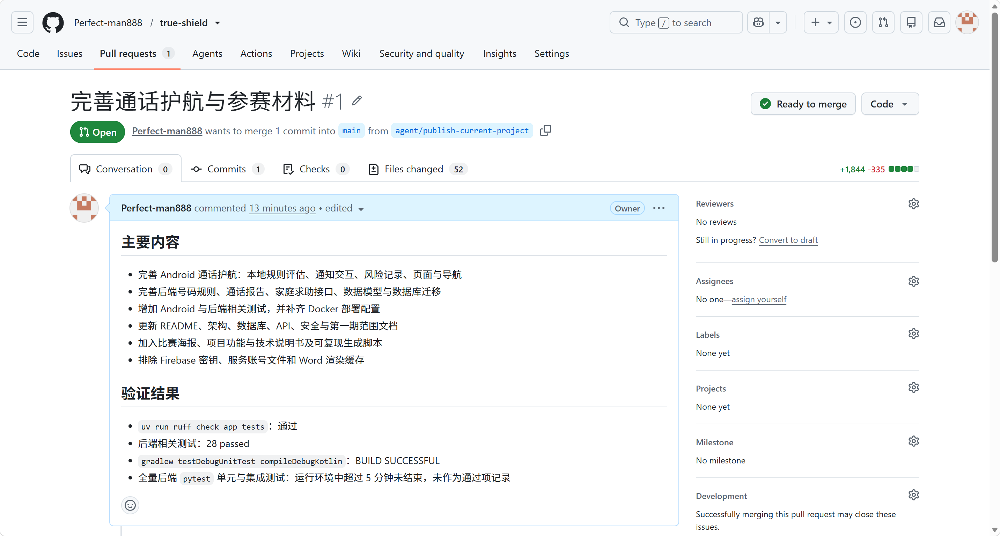 Perfect-man888 / true-shield
Type / to search
Code Issues Pull requests 1 Agents Actions Projects Wiki Security and quality Insights Settings
完善通话护航与参赛材料 #1
Ready to merge
Code
Open
Perfect-man888 wants to merge 1 commit into main from agent/publish-current-project
Conversation 0 Commits 1 Checks 0 Files changed 52
+1,844 -335
Perfect-man888 commented 13 minutes ago • edited
Owner
主要内容
完善 Android 通话护航：本地规则评估、通知交互、风险记录、页面与导航
完善后端号码规则、通话报告、家庭求助接口、数据模型与数据库迁移
增加 Android 与后端相关测试，并补齐 Docker 部署配置
更新 README、架构、数据库、API、安全与第一期范围文档
加入比赛海报、项目功能与技术说明书及可复现生成脚本
排除 Firebase 密钥、服务账号文件和 Word 渲染缓存
验证结果
uv run ruff check app tests：通过
后端相关测试：28 passed
gradlew testDebugUnitTest compileDebugKotlin：BUILD SUCCESSFUL
全量后端 pytest 单元与集成测试：运行环境中超过 5 分钟未结束，未作为通过项记录
Reviewers
No reviews
Still in progress? Convert to draft
Assignees
No one—assign yourself
Labels
None yet
Projects
None yet
Milestone
No milestone
Development
Successfully merging this pull request may close these
issues.